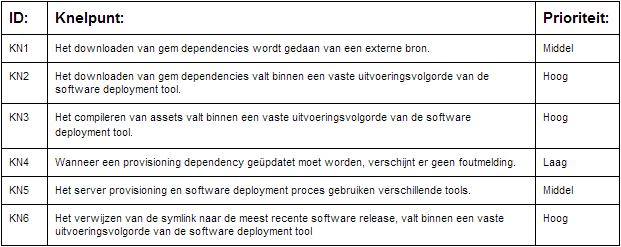 ID: Knelpunt: Prioriteit:
KN1 Het downloaden van gem dependencies wordt gedaan van een externe bron. Middel
KN2 Het downloaden van gem dependencies valt binnen een vaste uitvoeringsvolgorde van de Hoog
software deployment tool.
KN3 Het compileren van assets valt binnen een vaste uitvoeringsvolgorde van de software Hoog
deployment tool.
KN4 Wanneer een provisioning dependency geüpdatet moet worden, verschijnt er geen foutmelding. Laag
KN5 Het server provisioning en software deployment proces gebruiken verschillende tools. Middel
KN6 Het verwijzen van de symlink naar de meest recente software release, valt binnen een vaste Hoog
uitvoeringsvolgorde van de software deployment tool